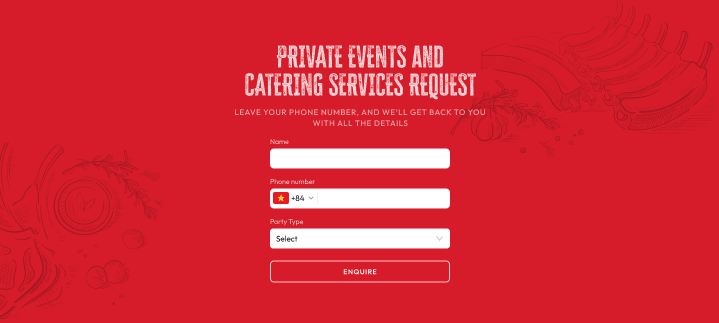 PRIVATE EVENTS AND
CATERING SERVICES REQUEST
LEAVE YOUR PHONE NUMBER, AND WE'LL GET BACK TO YOU
WITH ALL THE DETAILS
Name
Phone number
+84
Party Type
Select
ENQUIRE